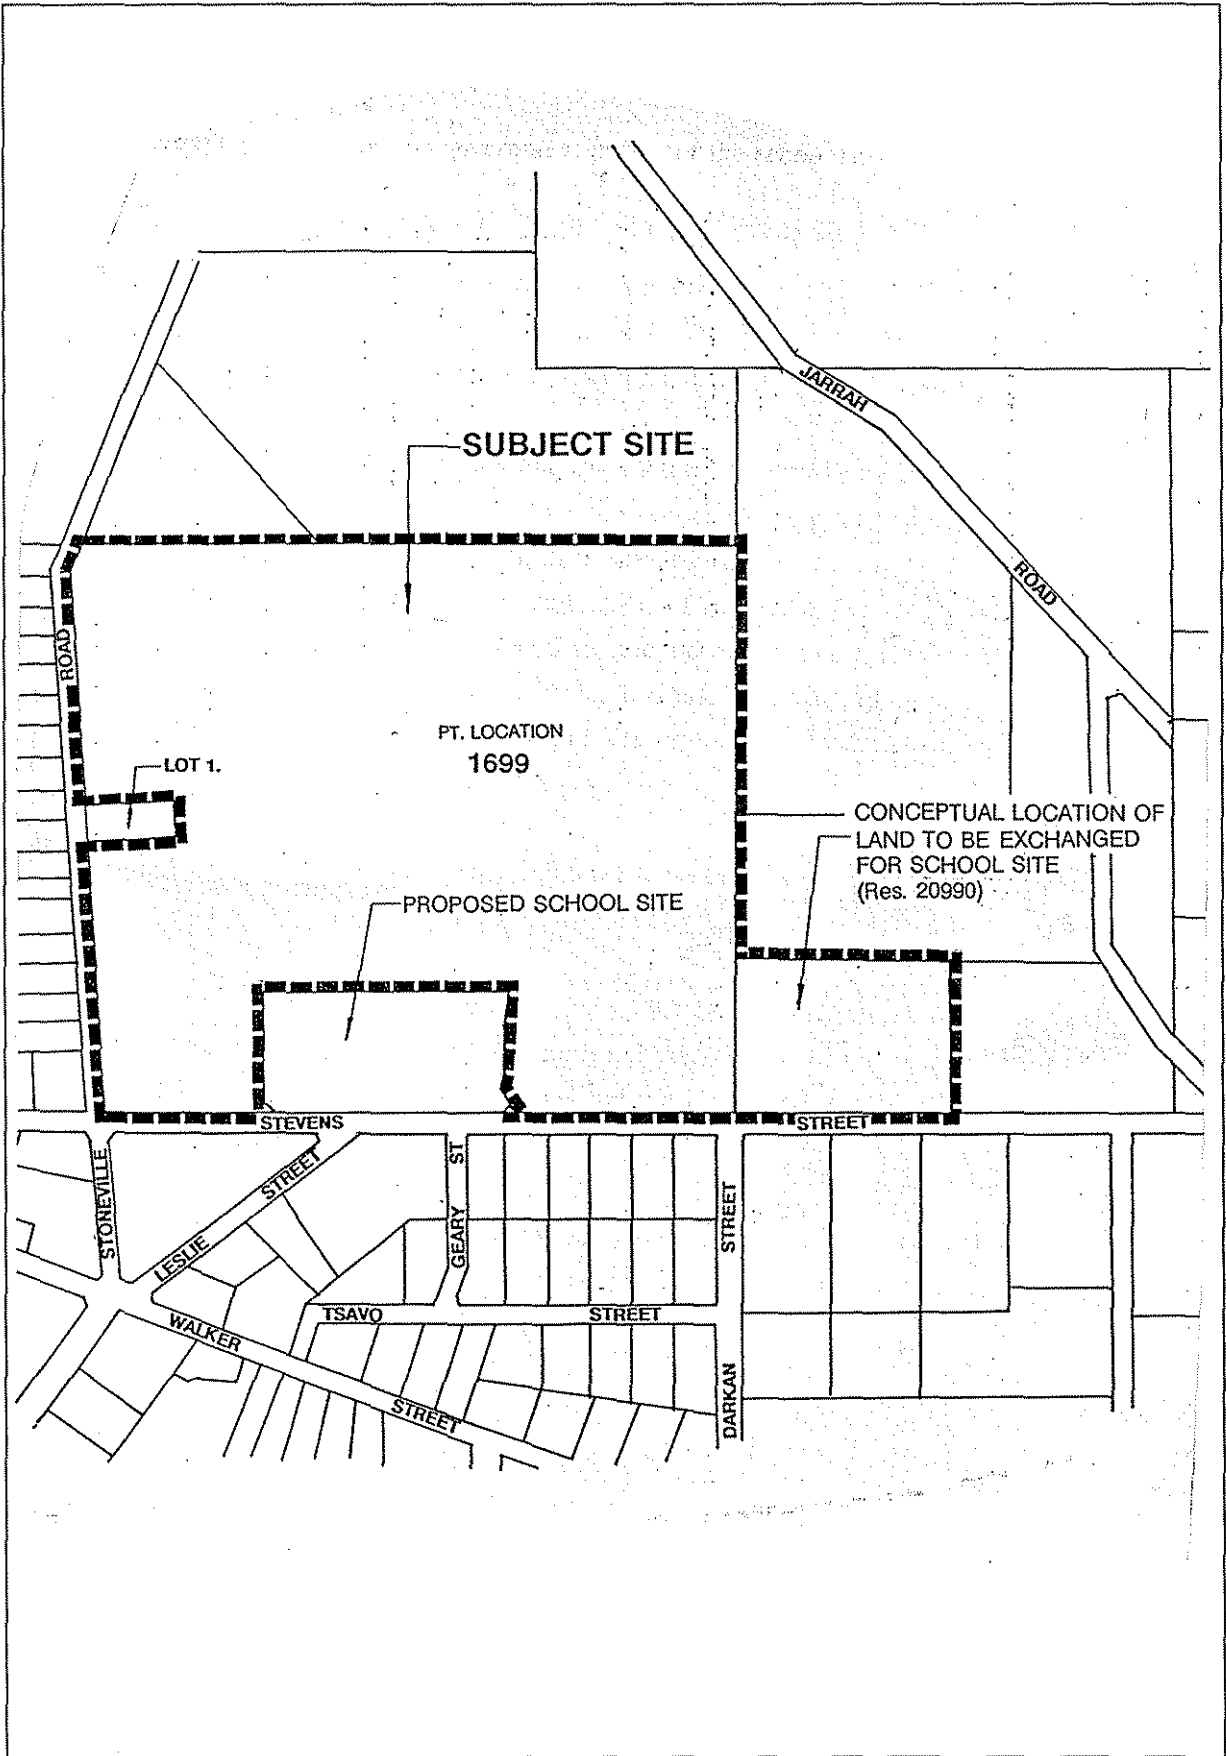 JARRAH
ROAD
SUBJECT SITE
ROAD
PT. LOCATION
1699
LOT 1.
CONCEPTUAL LOCATION OF
LAND TO BE EXCHANGED
FOR SCHOOL SITE
(Res. 20990)
PROPOSED SCHOOL SITE
STEVENS
STREET
STONEVILLE
LESLIE
STREET
GEARY ST
STREET
DARKAN
TSAVO
STREET
WALKER
STREET